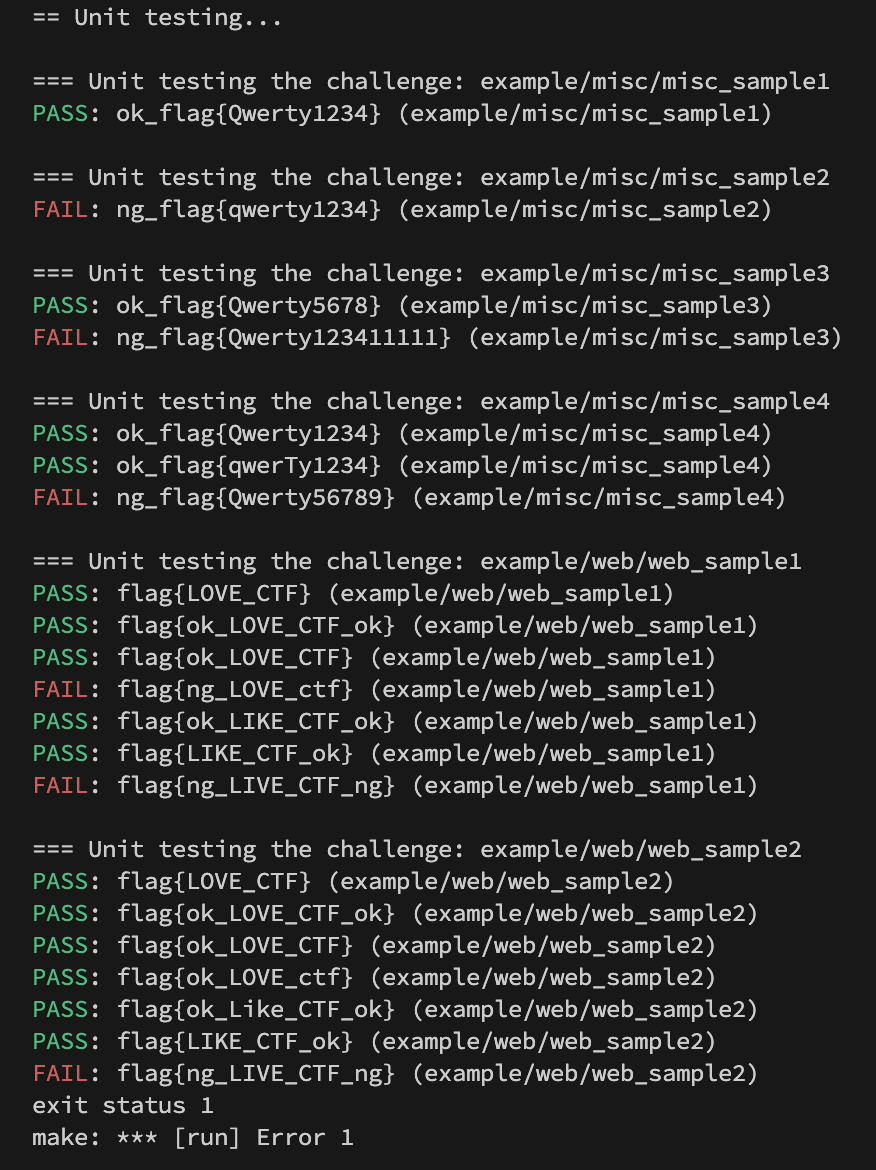 == Unit testing...
=== Unit testing the challenge: example/misc/misc_sample1
PASS: ok_flag{Qwerty1234} (example/misc/misc_sample1)
=== Unit testing the challenge: example/misc/misc_sample2
FAIL: ng_flag{qwerty1234} (example/misc/misc_sample2)
=== Unit testing the challenge: example/misc/misc_sample3
PASS: ok_flag{Qwerty5678} (example/misc/misc_sample3)
FAIL: ng_flag{Qwerty123411111} (example/misc/misc_sample3)
=== Unit testing the challenge: example/misc/misc_sample4
PASS: ok_flag{Qwerty1234} (example/misc/misc_sample4)
PASS: ok_flag{qwerTy1234} (example/misc/misc_sample4)
FAIL: ng_flag{Qwerty56789} (example/misc/misc_sample4)
=== Unit testing the challenge: example/web/web_sample1
PASS: flag{LOVE_CTF} (example/web/web_sample1)
PASS: flag{ok_LOVE_CTF_ok} (example/web/web_sample1)
PASS: flag{ok_LOVE_CTF} (example/web/web_sample1)
FAIL: flag{ng_LOVE_ctf} (example/web/web_sample1)
PASS: flag{ok_LIKE_CTF_ok} (example/web/web_sample1)
PASS: flag{LIKE_CTF_ok} (example/web/web_sample1)
FAIL: flag{ng_LIVE_CTF_ng} (example/web/web_sample1)
=== Unit testing the challenge: example/web/web_sample2
PASS: flag{LOVE_CTF} (example/web/web_sample2)
PASS: flag{ok_LOVE_CTF_ok} (example/web/web_sample2)
PASS: flag{ok_LOVE_CTF} (example/web/web_sample2)
PASS: flag{ok_LOVE_ctf} (example/web/web_sample2)
PASS: flag{ok_Like_CTF_ok} (example/web/web_sample2)
PASS: flag{LIKE_CTF_ok} (example/web/web_sample2)
FAIL: flag{ng_LIVE_CTF_ng} (example/web/web_sample2)
exit status 1
make: *** [run] Error 1